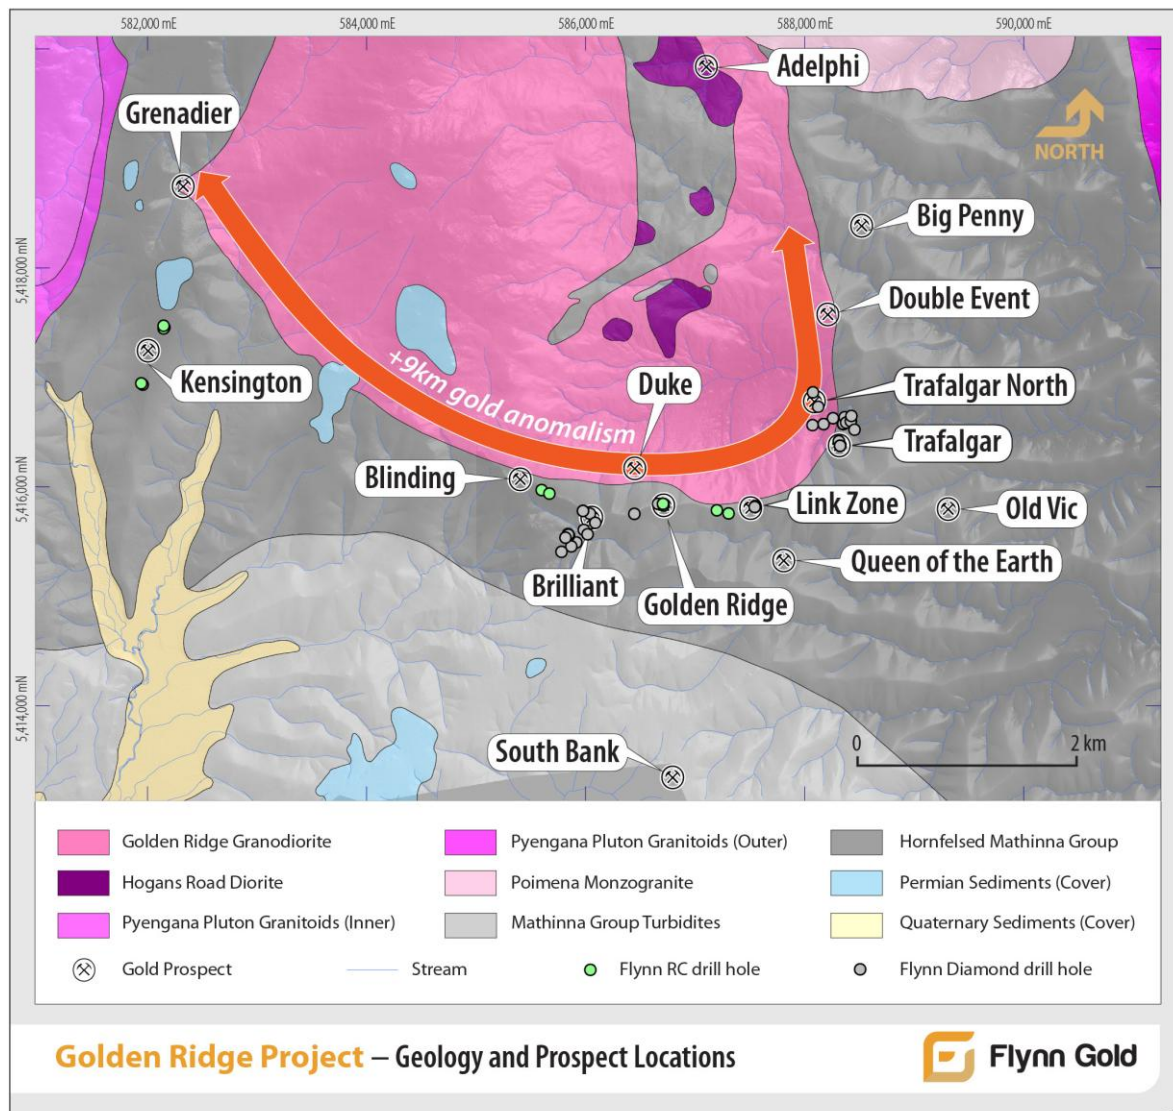 582,000 mE
584,000 mE
586,000 mE
588,000 mE
590,000 mE
Adelphi
Grenadier
NORTH
Big Penny
5,418,000 mN
Double Event
Kensington
+9km gold anomalism
Duke
Trafalgar North
Trafalgar
Blinding
5,416,000 mN
Link Zone
Old Vic
Brilliant
Golden Ridge
Queen of the Earth
5,414,000 mN
South Bank
0 2 km
Golden Ridge Granodiorite
Pyengana Pluton Granitoids (Outer)
Hornfelsed Mathinna Group
Hogans Road Diorite
Poimena Monzogranite
Permian Sediments (Cover)
Pyengana Pluton Granitoids (Inner)
Mathinna Group Turbidites
Quaternary Sediments (Cover)
Gold Prospect
Stream
Flynn RC drill hole
Flynn Diamond drill hole
Golden Ridge Project – Geology and Prospect Locations
Flynn Gold